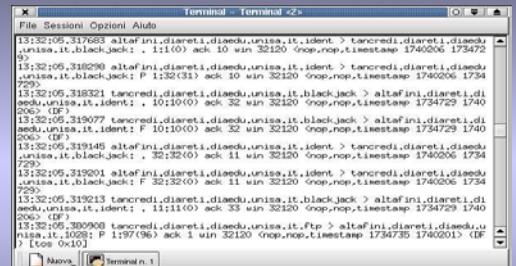 Terminal - Terminal <2>
File Sessioni Opzioni Aiuto
13:32:05.317683 altafini.diareti.diaedu.unisa.it.ident > tancredi.diareti.diaedu
.unisa.it.blackjack: . 1:1(0) ack 10 win 32120 <nop,nop,timestamp 1740206 173472
9>
13:32:05.318298 altafini.diareti.diaedu.unisa.it.ident > tancredi.diareti.diaedu
.unisa.it.blackjack: P 1:32(31) ack 10 win 32120 <nop,nop,timestamp 1740206 1734
729>
13:32:05.318321 tancredi.diareti.diaedu.unisa.it.blackjack > altafini.diareti.di
aedu.unisa.it.ident: . 10:10(0) ack 32 win 32120 <nop,nop,timestamp 1734729 1740
206> (DF)
13:32:05.319077 tancredi.diareti.diaedu.unisa.it.blackjack > altafini.diareti.di
aedu.unisa.it.ident: F 10:10(0) ack 32 win 32120 <nop,nop,timestamp 1734729 1740
206> (DF)
13:32:05.319145 altafini.diareti.diaedu.unisa.it.ident > tancredi.diareti.diaedu
.unisa.it.blackjack: . 32:32(0) ack 11 win 32120 <nop,nop,timestamp 1740206 1734
729>
13:32:05.319201 altafini.diareti.diaedu.unisa.it.ident > tancredi.diareti.diaedu
.unisa.it.blackjack: F 32:32(0) ack 11 win 32120 <nop,nop,timestamp 1740206 1734
729>
13:32:05.319213 tancredi.diareti.diaedu.unisa.it.blackjack > altafini.diareti.di
aedu.unisa.it.ident: . 11:11(0) ack 33 win 32120 <nop,nop,timestamp 1734729 1740
206> (DF)
13:32:05.380908 tancredi.diareti.diaedu.unisa.it.ftp > altafini.diareti.diaedu.u
nisa.it.1028: P 1:97(96) ack 1 win 32120 <nop,nop,timestamp 1734735 1740201> (DF
) [tos 0x10]
Nuova
Terminal n. 1